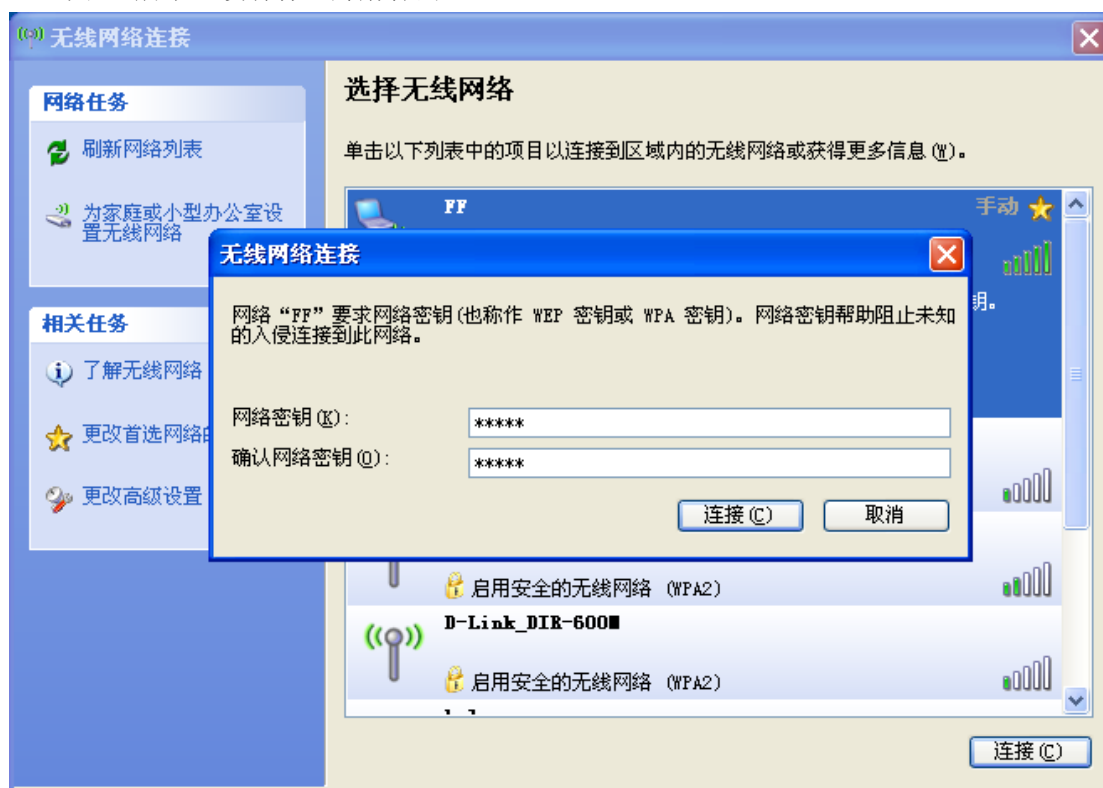 无线网络连接
网络任务
刷新网络列表
为家庭或小型办公室设
置无线网络
相关任务
了解无线网络
更改首选网络
更改高级设置
选择无线网络
单击以下列表中的项目以连接到区域内的无线网络或获得更多信息(W)。
FF
手动
钥。
无线网络连接
网络“FF”要求网络密钥(也称作 WEP 密钥或 WPA 密钥)。网络密钥帮助阻止未知
的入侵连接到此网络。
网络密钥(K):
*****
确认网络密钥(O):
*****
连接(C)
取消
启用安全的无线网络 (WPA2)
D-Link_DIR-600M
启用安全的无线网络 (WPA2)
连接(C)